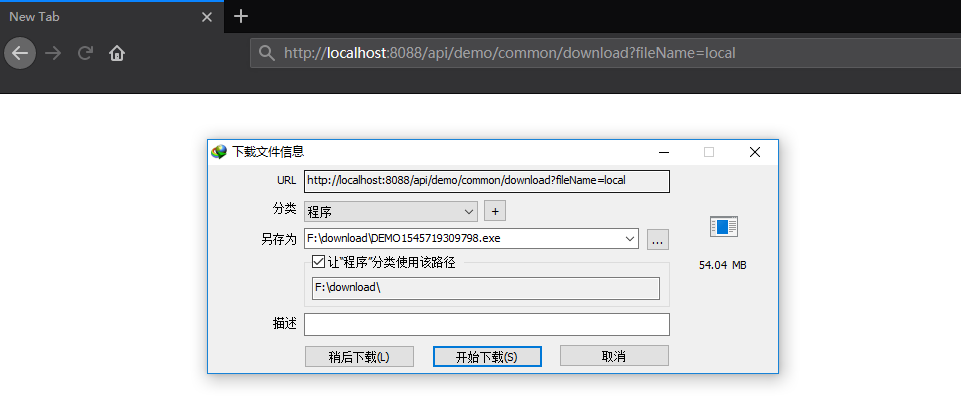 New Tab
http://localhost:8088/api/demo/common/download?fileName=local
下载文件信息
URL http://localhost:8088/api/demo/common/download?fileName=local
分类 程序 +
另存为 F:\download\DEMO1545719309798.exe ...
让"程序"分类使用该路径
54.04 MB
F:\download\
描述
稍后下载(L) 开始下载(S) 取消